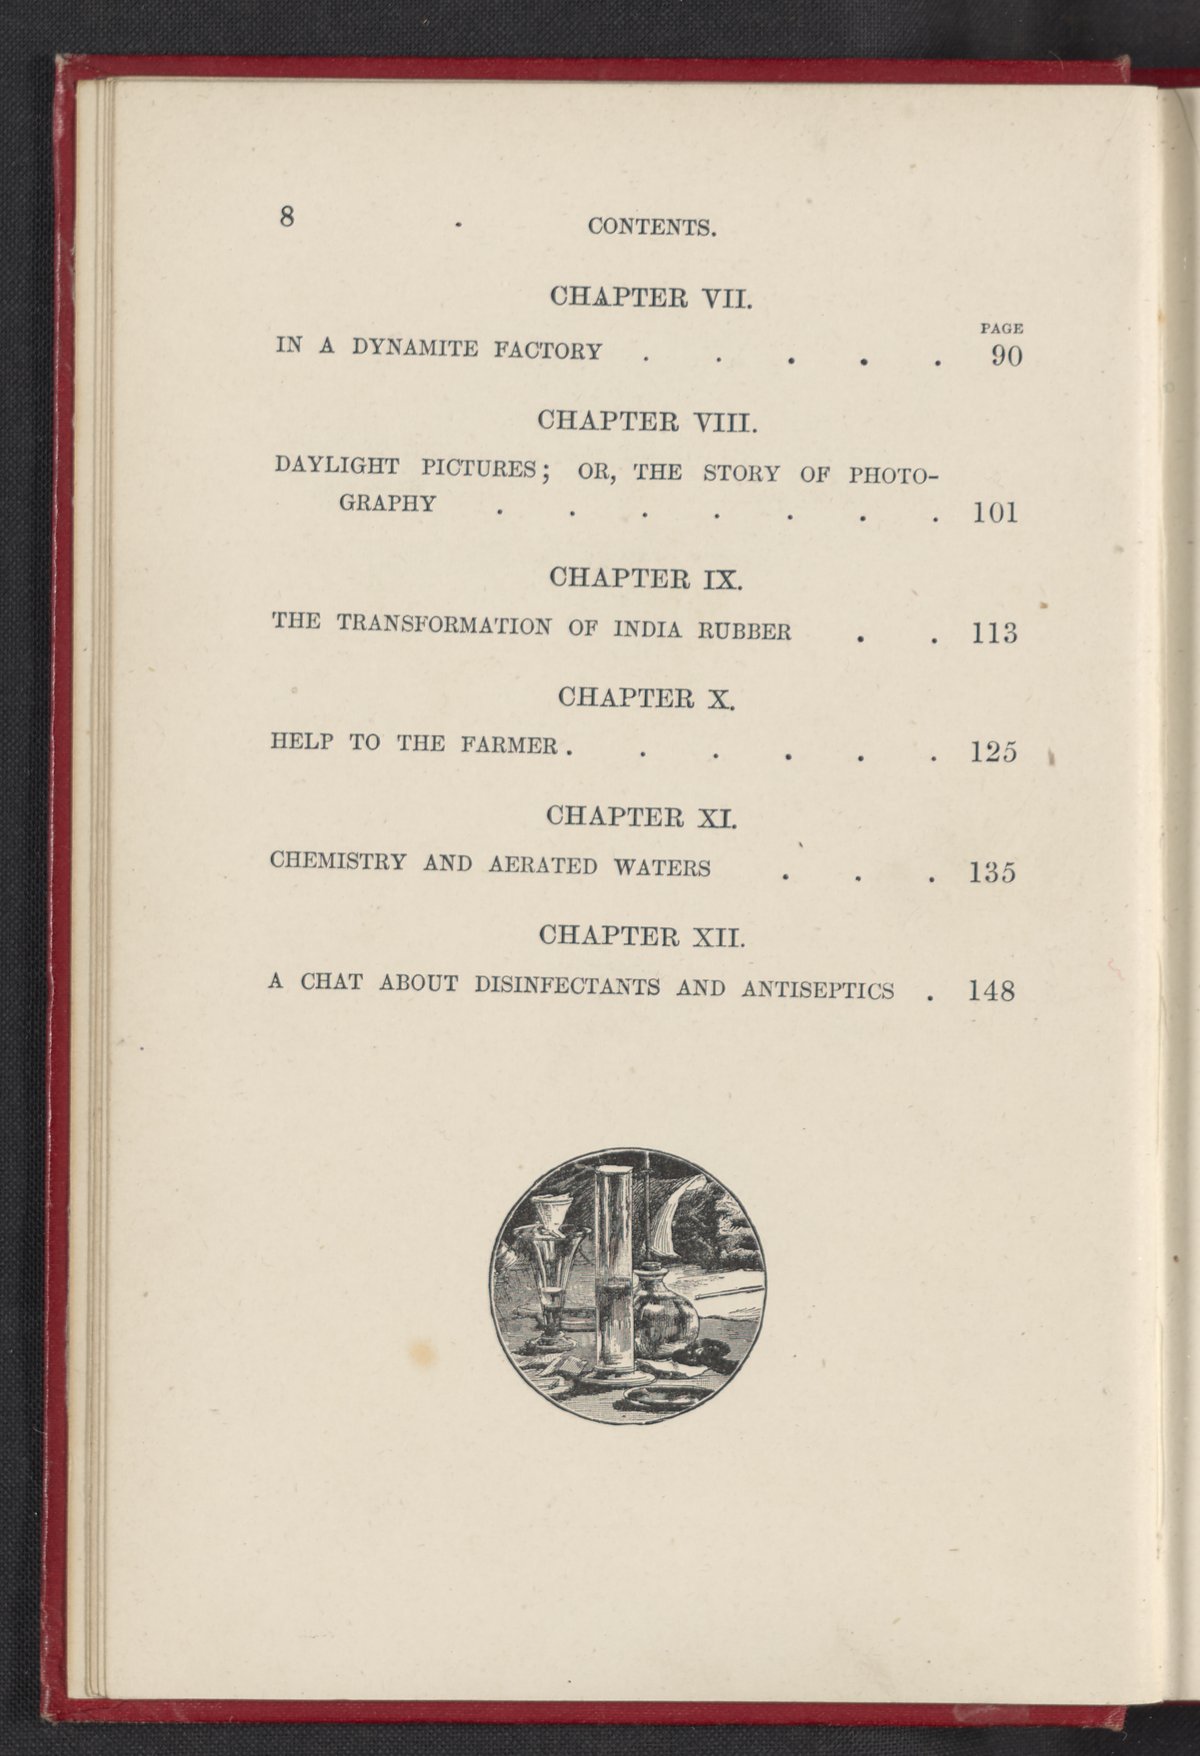 8 CONTENTS.
CHAPTER VII.
PAGE
IN A DYNAMITE FACTORY . . . . . 90
CHAPTER VIII.
DAYLIGHT PICTURES; OR, THE STORY OF PHOTO-
GRAPHY . . . . . . . 101
CHAPTER IX.
THE TRANSFORMATION OF INDIA RUBBER . . 113
CHAPTER X.
HELP TO THE FARMER . . . . . . 125
CHAPTER XI.
CHEMISTRY AND AERATED WATERS . . . 135
CHAPTER XII.
A CHAT ABOUT DISINFECTANTS AND ANTISEPTICS . 148